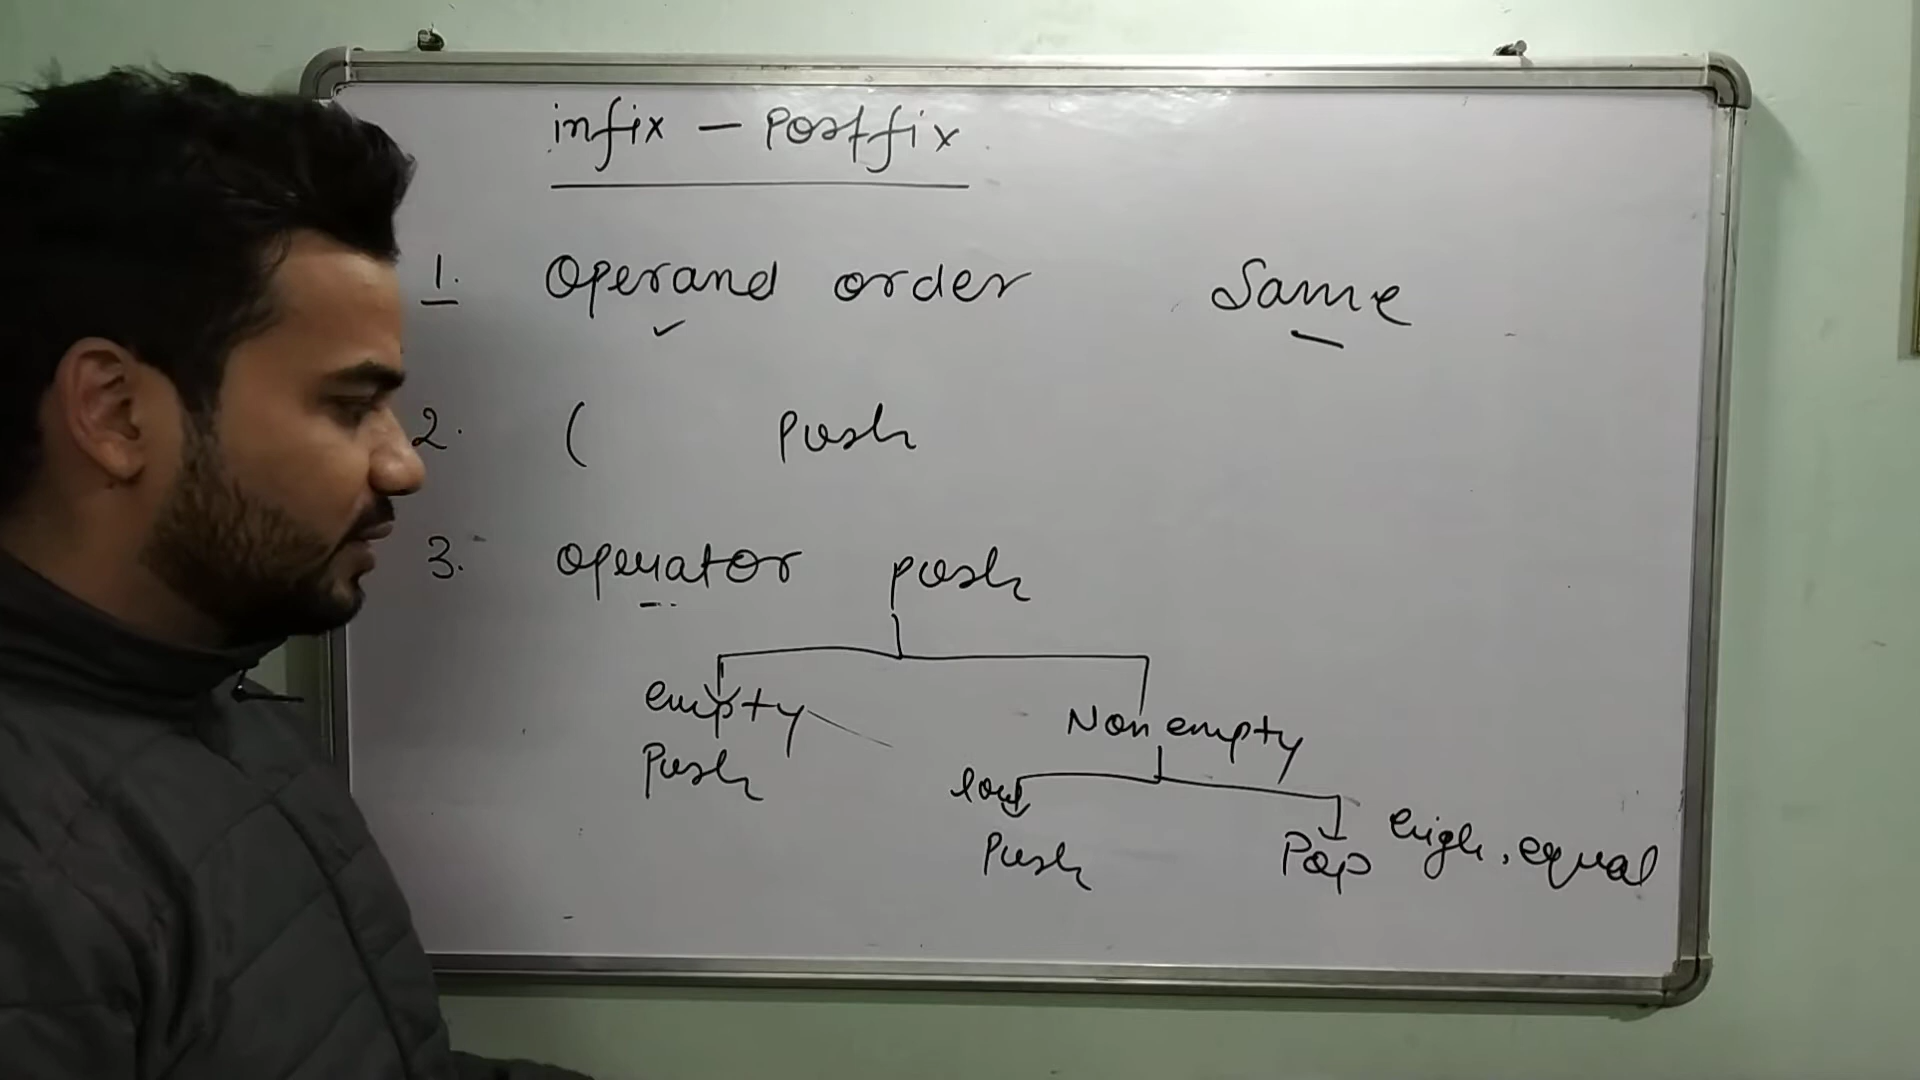 infix - Postfix
1. Operand order Same
2. ( Push
3. operator push
empty Non empty
Push low
Push Pop high, equal